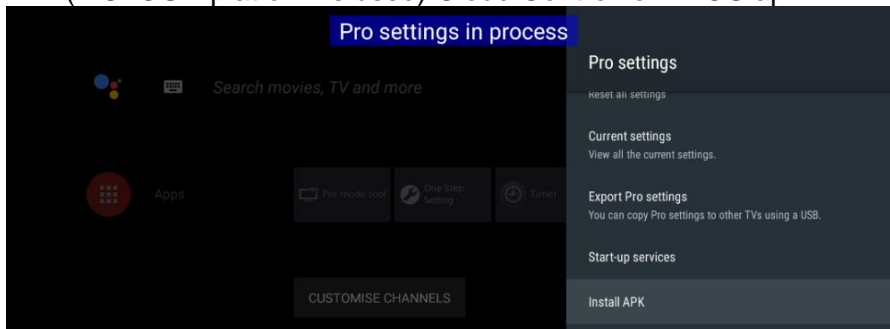 Pro settings in process
Search movies, TV and more
Apps
Pro mode tool
One Step
Setting
Timer
CUSTOMISE CHANNELS
Pro settings
Reset all settings
Current settings
View all the current settings.
Export Pro settings
You can copy Pro settings to other TVs using a USB.
Start-up services
Install APK